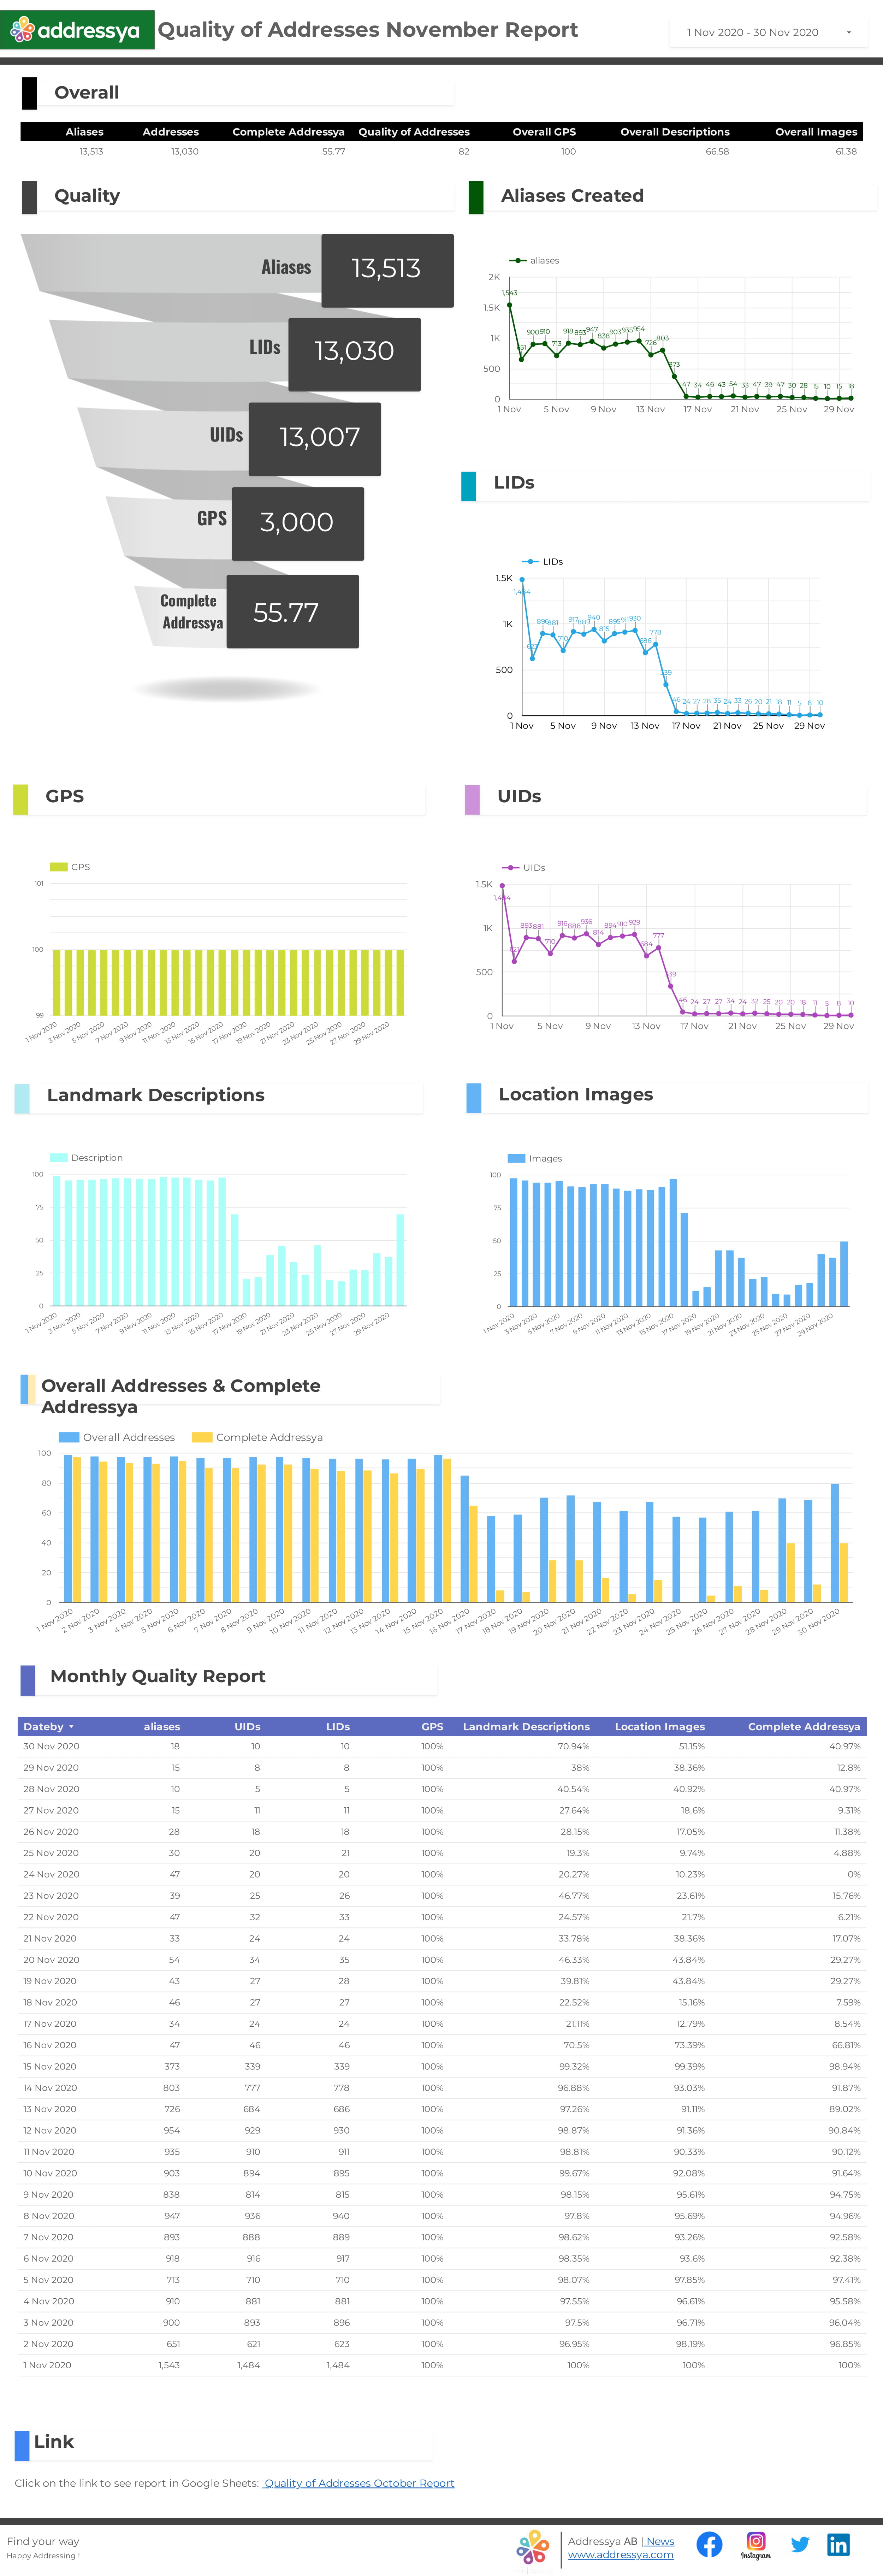 addressya Quality of Addresses November Report 1 Nov 2020 - 30 Nov 2020
Overall
Aliases Addresses Complete Addressya Quality of Addresses Overall GPS Overall Descriptions Overall Images
13,513 13,030 55.77 82 100 66.58 61.38
Quality
Aliases 13,513
LIDs 13,030
UIDs 13,007
GPS 3,000
Complete
Addressya 55.77
Aliases Created
aliases
2K
1.5K
1K
500
0
1,543 651 900 910 713 918 893 947 838 903 935 954 726 803 373 47 34 46 43 54 33 47 39 47 30 28 15 10 15 18
1 Nov 5 Nov 9 Nov 13 Nov 17 Nov 21 Nov 25 Nov 29 Nov
LIDs
LIDs
1.5K
1K
500
0
1,484 623 896 881 710 917 889 940 815 895 911 930 686 778 339 46 24 27 28 35 24 33 26 20 21 18 11 5 8 10
1 Nov 5 Nov 9 Nov 13 Nov 17 Nov 21 Nov 25 Nov 29 Nov
GPS
GPS
101
100
99
1 Nov 2020 3 Nov 2020 5 Nov 2020 7 Nov 2020 9 Nov 2020 11 Nov 2020 13 Nov 2020 15 Nov 2020 17 Nov 2020 19 Nov 2020 21 Nov 2020 23 Nov 2020 25 Nov 2020 27 Nov 2020 29 Nov 2020
UIDs
UIDs
1.5K
1K
500
0
1,484 621 893 881 710 916 888 936 814 894 910 929 684 777 339 46 24 27 27 34 24 32 25 20 20 18 11 5 8 10
1 Nov 5 Nov 9 Nov 13 Nov 17 Nov 21 Nov 25 Nov 29 Nov
Landmark Descriptions
Description
100
75
50
25
0
1 Nov 2020 3 Nov 2020 5 Nov 2020 7 Nov 2020 9 Nov 2020 11 Nov 2020 13 Nov 2020 15 Nov 2020 17 Nov 2020 19 Nov 2020 21 Nov 2020 23 Nov 2020 25 Nov 2020 27 Nov 2020 29 Nov 2020
Location Images
Images
100
75
50
25
0
1 Nov 2020 3 Nov 2020 5 Nov 2020 7 Nov 2020 9 Nov 2020 11 Nov 2020 13 Nov 2020 15 Nov 2020 17 Nov 2020 19 Nov 2020 21 Nov 2020 23 Nov 2020 25 Nov 2020 27 Nov 2020 29 Nov 2020
Overall Addresses & Complete
Addressya
Overall Addresses Complete Addressya
100
80
60
40
20
0
1 Nov 2020 2 Nov 2020 3 Nov 2020 4 Nov 2020 5 Nov 2020 6 Nov 2020 7 Nov 2020 8 Nov 2020 9 Nov 2020 10 Nov 2020 11 Nov 2020 12 Nov 2020 13 Nov 2020 14 Nov 2020 15 Nov 2020 16 Nov 2020 17 Nov 2020 18 Nov 2020 19 Nov 2020 20 Nov 2020 21 Nov 2020 22 Nov 2020 23 Nov 2020 24 Nov 2020 25 Nov 2020 26 Nov 2020 27 Nov 2020 28 Nov 2020 29 Nov 2020 30 Nov 2020
Monthly Quality Report
Dateby aliases UIDs LIDs GPS Landmark Descriptions Location Images Complete Addressya
30 Nov 2020 18 10 10 100% 70.94% 51.15% 40.97%
29 Nov 2020 15 8 8 100% 38% 38.36% 12.8%
28 Nov 2020 10 5 5 100% 40.54% 40.92% 40.97%
27 Nov 2020 15 11 11 100% 27.64% 18.6% 9.31%
26 Nov 2020 28 18 18 100% 28.15% 17.05% 11.38%
25 Nov 2020 30 20 21 100% 19.3% 9.74% 4.88%
24 Nov 2020 47 20 20 100% 20.27% 10.23% 0%
23 Nov 2020 39 25 26 100% 46.77% 23.61% 15.76%
22 Nov 2020 47 32 33 100% 24.57% 21.7% 6.21%
21 Nov 2020 33 24 24 100% 33.78% 38.36% 17.07%
20 Nov 2020 54 34 35 100% 46.33% 43.84% 29.27%
19 Nov 2020 43 27 28 100% 39.81% 43.84% 29.27%
18 Nov 2020 46 27 27 100% 22.52% 15.16% 7.59%
17 Nov 2020 34 24 24 100% 21.11% 12.79% 8.54%
16 Nov 2020 47 46 46 100% 70.5% 73.39% 66.81%
15 Nov 2020 373 339 339 100% 99.32% 99.39% 98.94%
14 Nov 2020 803 777 778 100% 96.88% 93.03% 91.87%
13 Nov 2020 726 684 686 100% 97.26% 91.11% 89.02%
12 Nov 2020 954 929 930 100% 98.87% 91.36% 90.84%
11 Nov 2020 935 910 911 100% 98.81% 90.33% 90.12%
10 Nov 2020 903 894 895 100% 99.67% 92.08% 91.64%
9 Nov 2020 838 814 815 100% 98.15% 95.61% 94.75%
8 Nov 2020 947 936 940 100% 97.8% 95.69% 94.96%
7 Nov 2020 893 888 889 100% 98.62% 93.26% 92.58%
6 Nov 2020 918 916 917 100% 98.35% 93.6% 92.38%
5 Nov 2020 713 710 710 100% 98.07% 97.85% 97.41%
4 Nov 2020 910 881 881 100% 97.55% 96.61% 95.58%
3 Nov 2020 900 893 896 100% 97.5% 96.71% 96.04%
2 Nov 2020 651 621 623 100% 96.95% 98.19% 96.85%
1 Nov 2020 1,543 1,484 1,484 100% 100% 100% 100%
Link
Click on the link to see report in Google Sheets: Quality of Addresses October Report
Find your way
Happy Addressing !
Addressya AB | News
www.addressya.com
Instagram